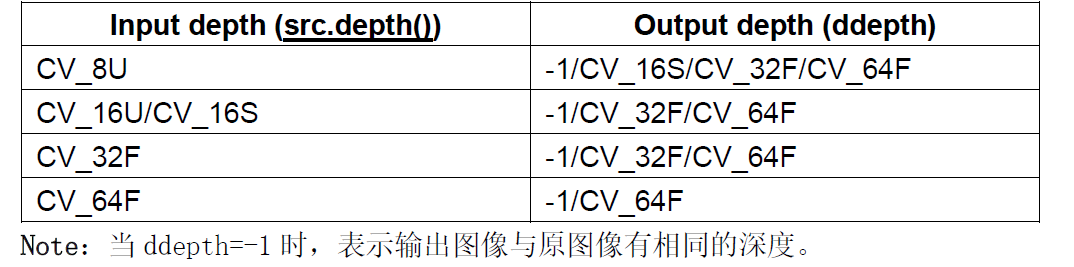 Input depth (src.depth()) Output depth (ddepth)
CV_8U -1/CV_16S/CV_32F/CV_64F
CV_16U/CV_16S -1/CV_32F/CV_64F
CV_32F -1/CV_32F/CV_64F
CV_64F -1/CV_64F
Note：当 ddepth=-1 时，表示输出图像与原图像有相同的深度。